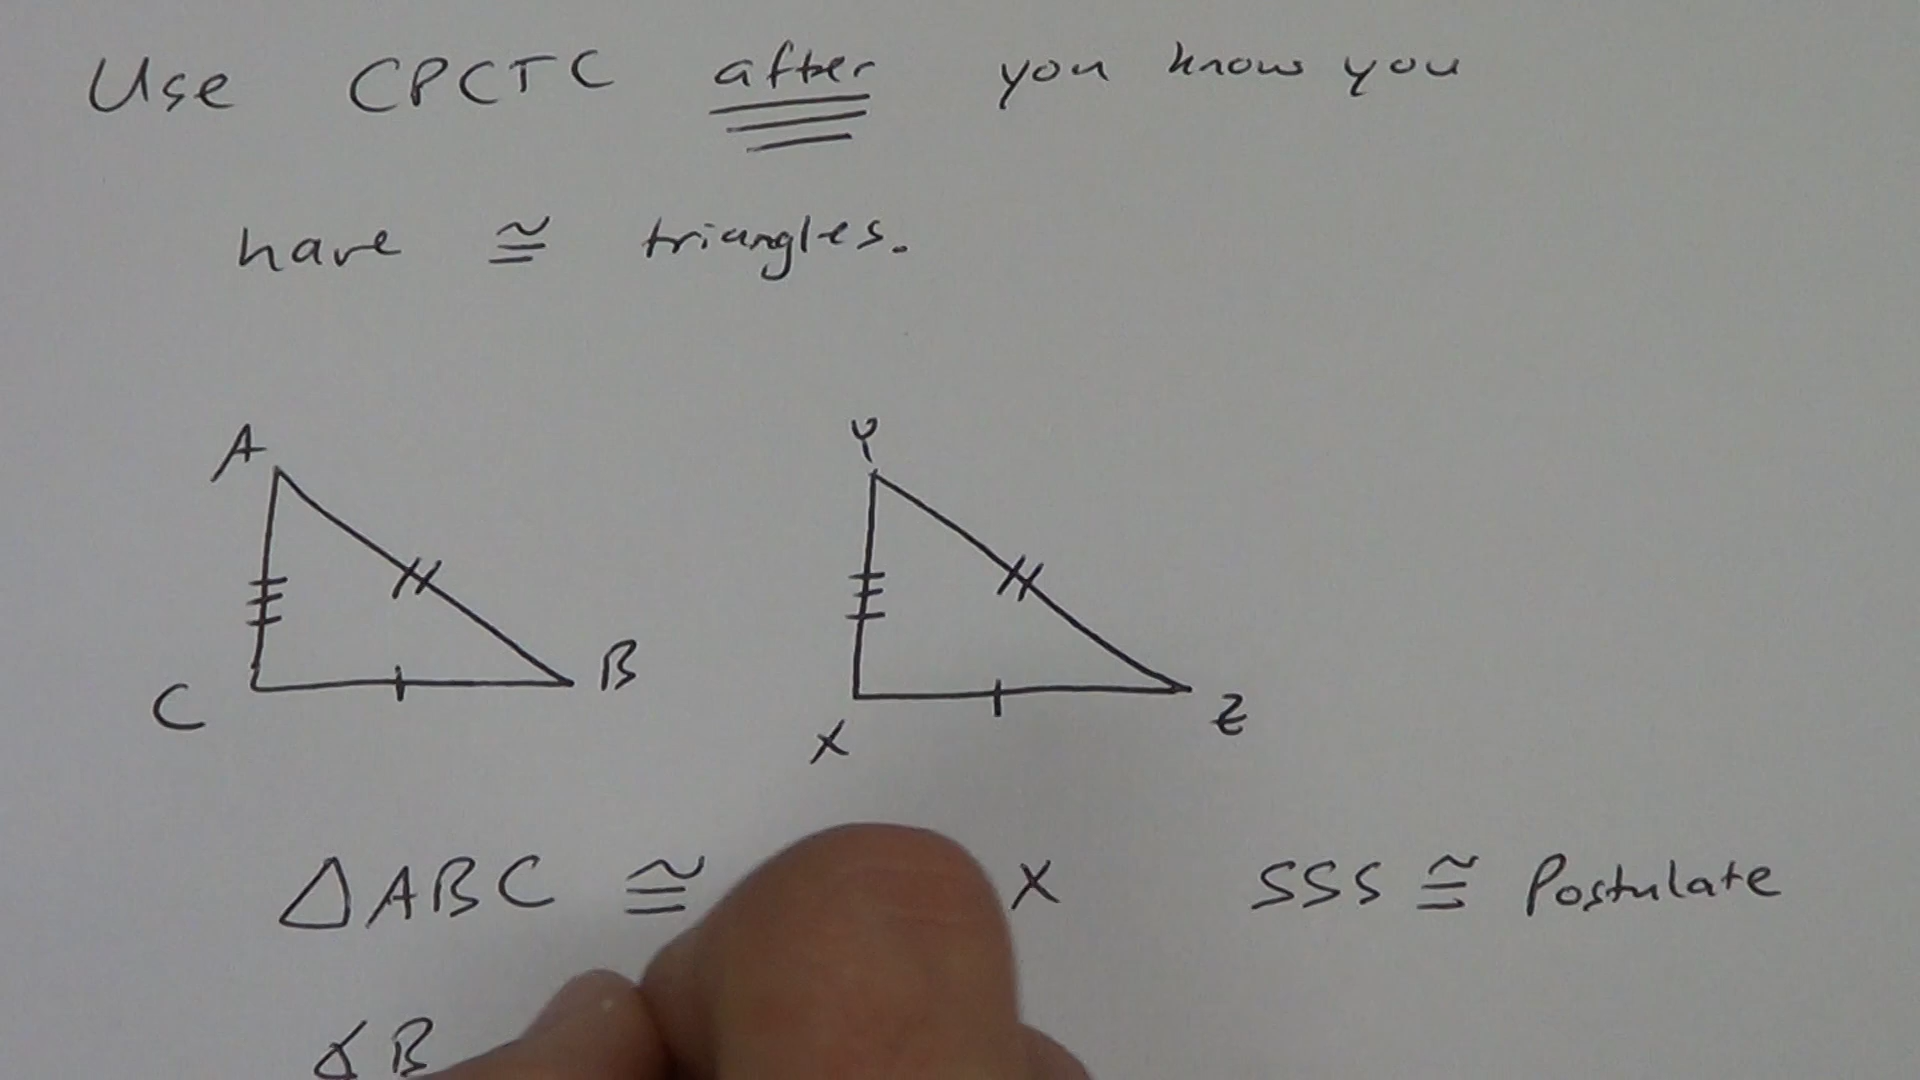 Use CPCTC after you know you
have ≅ triangles.
A
Y
C
B
X
Z
△ABC ≅ X SSS ≅ Postulate
∡B